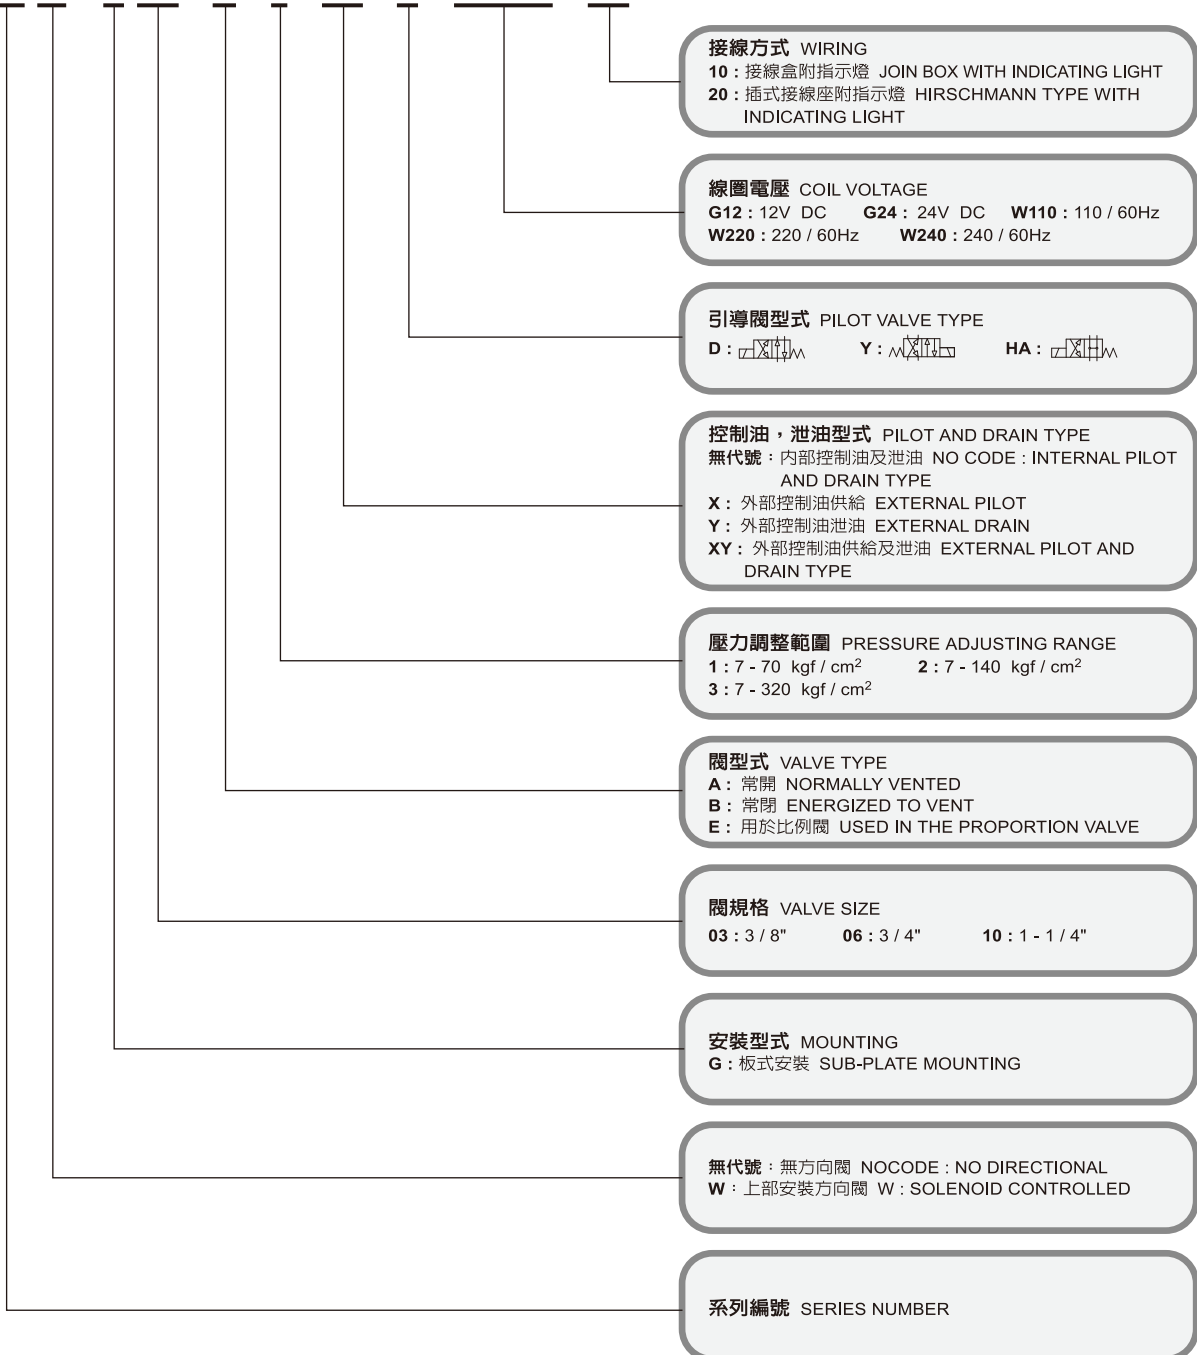 接線方式 WIRING
10 : 接線盒附指示燈 JOIN BOX WITH INDICATING LIGHT
20 : 插式接線座附指示燈 HIRSCHMANN TYPE WITH
INDICATING LIGHT
線圈電壓 COIL VOLTAGE
G12 : 12V DC G24 : 24V DC W110 : 110 / 60Hz
W220 : 220 / 60Hz W240 : 240 / 60Hz
引導閥型式 PILOT VALVE TYPE
D : Y : HA :
控制油，泄油型式 PILOT AND DRAIN TYPE
無代號：内部控制油及泄油 NO CODE : INTERNAL PILOT
AND DRAIN TYPE
X : 外部控制油供給 EXTERNAL PILOT
Y : 外部控制油泄油 EXTERNAL DRAIN
XY : 外部控制油供給及泄油 EXTERNAL PILOT AND
DRAIN TYPE
壓力調整範圍 PRESSURE ADJUSTING RANGE
1 : 7 - 70 kgf / cm² 2 : 7 - 140 kgf / cm²
3 : 7 - 320 kgf / cm²
閥型式 VALVE TYPE
A : 常開 NORMALLY VENTED
B : 常閉 ENERGIZED TO VENT
E : 用於比例閥 USED IN THE PROPORTION VALVE
閥規格 VALVE SIZE
03 : 3 / 8" 06 : 3 / 4" 10 : 1 - 1 / 4"
安裝型式 MOUNTING
G : 板式安裝 SUB-PLATE MOUNTING
無代號：無方向閥 NOCODE : NO DIRECTIONAL
W：上部安裝方向閥 W : SOLENOID CONTROLLED
系列編號 SERIES NUMBER